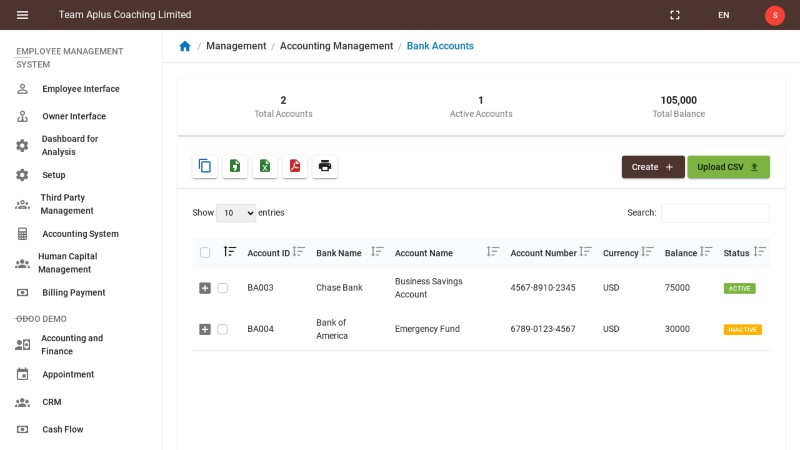 Team Aplus Coaching Limited
EN
S
EMPLOYEE MANAGEMENT
SYSTEM
Employee Interface
Owner Interface
Dashboard for
Analysis
Setup
Third Party
Management
Accounting System
Human Capital
Management
Billing Payment
ODOO DEMO
Accounting and
Finance
Appointment
CRM
Cash Flow
/ Management / Accounting Management / Bank Accounts
2
Total Accounts
1
Active Accounts
105,000
Total Balance
Create +
Upload CSV
Show 10 entries
Search:
Account ID Bank Name Account Name Account Number Currency Balance Status
BA003 Chase Bank Business Savings Account 4567-8910-2345 USD 75000 ACTIVE
BA004 Bank of America Emergency Fund 6789-0123-4567 USD 30000 INACTIVE